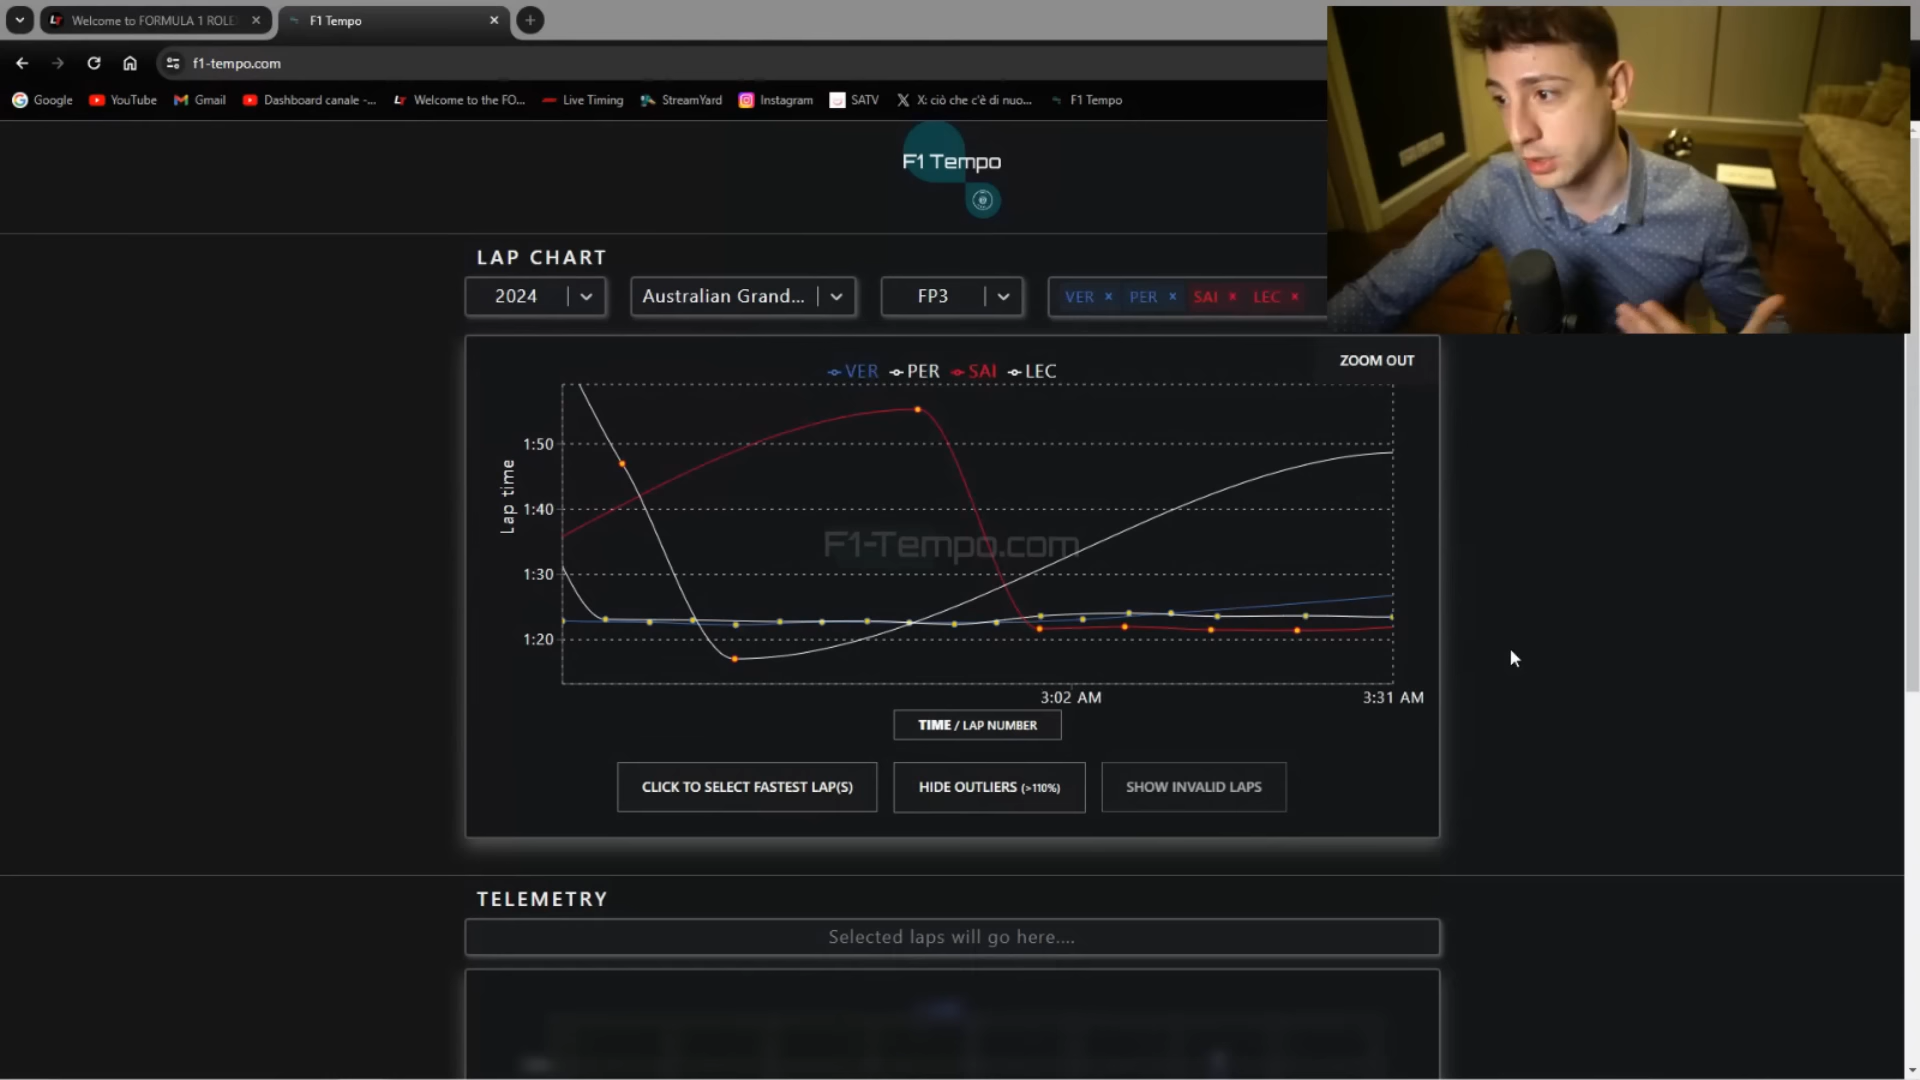 Welcome to FORMULA 1 ROLE
F1 Tempo
f1-tempo.com
Google
YouTube
Gmail
Dashboard canale -...
Welcome to the FO...
Live Timing
StreamYard
Instagram
SATV
X: ciò che c'è di nuo...
F1 Tempo
F1 Tempo
LAP CHART
2024
Australian Grand...
FP3
VER × PER × SAI × LEC ×
VER PER SAI LEC
ZOOM OUT
Lap time
1:50
1:40
1:30
1:20
F1-Tempo.com
3:02 AM
3:31 AM
TIME / LAP NUMBER
CLICK TO SELECT FASTEST LAP(S)
HIDE OUTLIERS (>110%)
SHOW INVALID LAPS
TELEMETRY
Selected laps will go here....